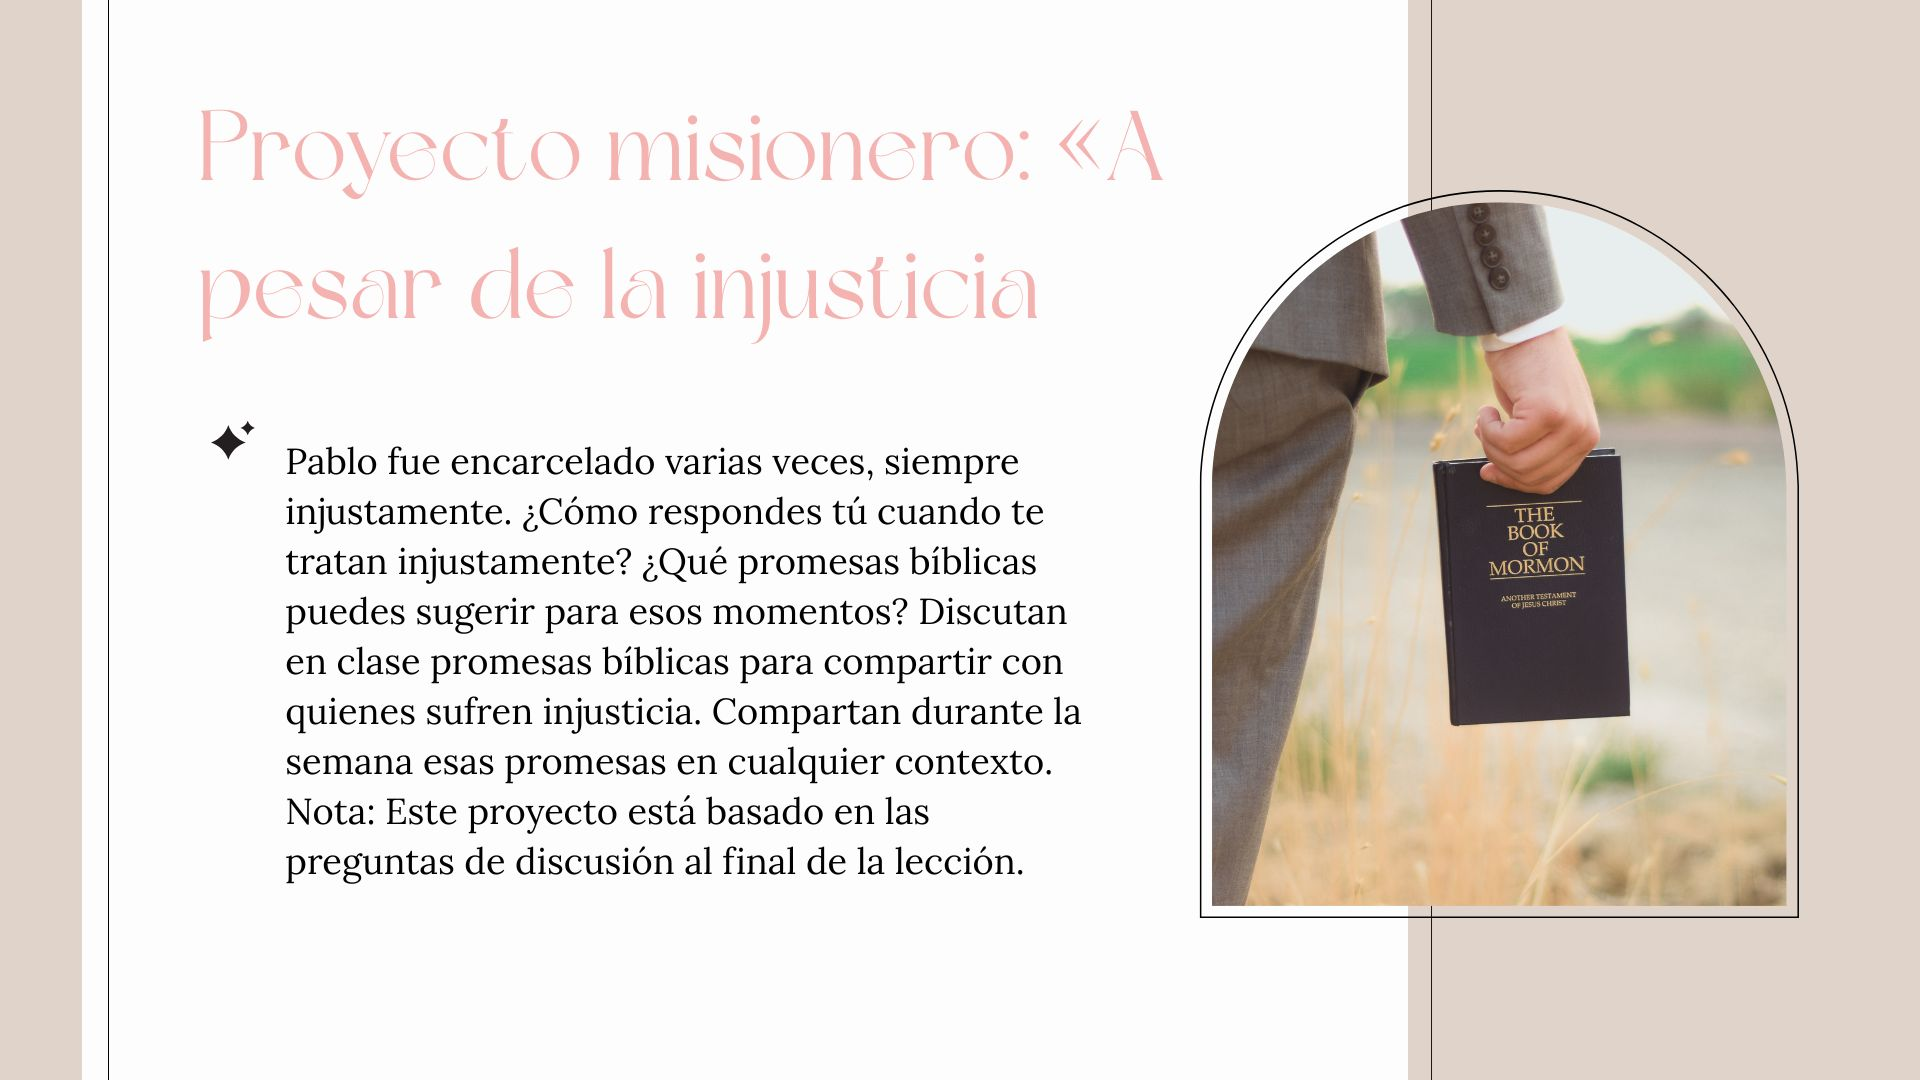 Proyecto misionero: «A
pesar de la injusticia
Pablo fue encarcelado varias veces, siempre
injustamente. ¿Cómo respondes tú cuando te
tratan injustamente? ¿Qué promesas bíblicas
puedes sugerir para esos momentos? Discutan
en clase promesas bíblicas para compartir con
quienes sufren injusticia. Compartan durante la
semana esas promesas en cualquier contexto.
Nota: Este proyecto está basado en las
preguntas de discusión al final de la lección.
THE
BOOK
OF
MORMON
ANOTHER TESTAMENT
OF JESUS CHRIST